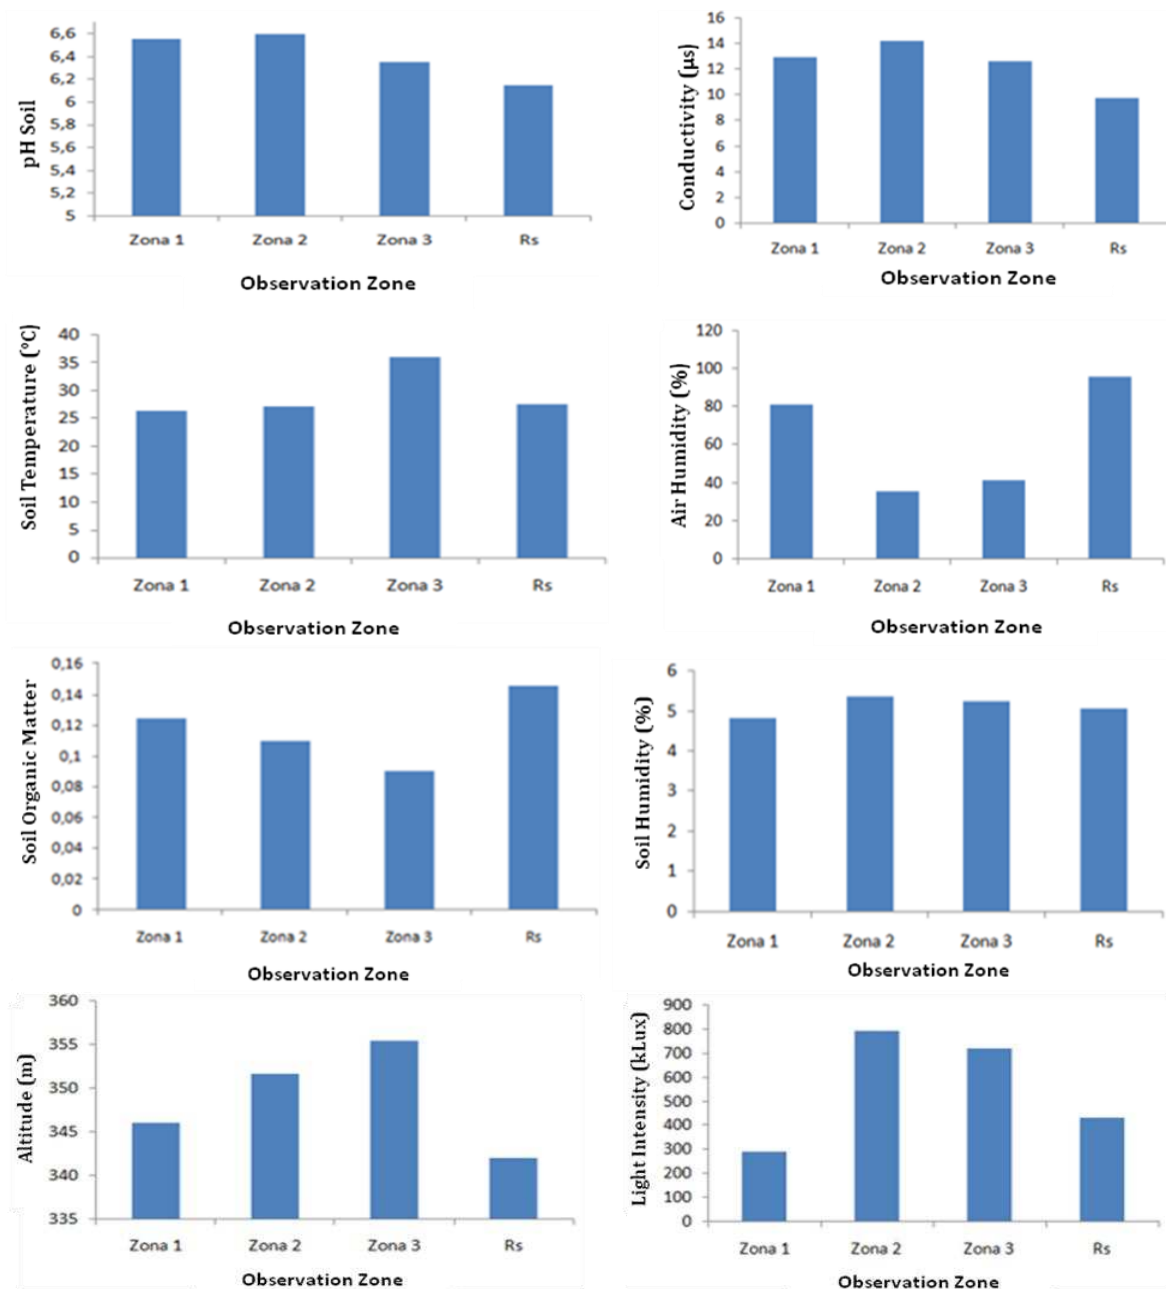 pH Soil
6,6
6,4
6,2
6
5,8
5,6
5,4
5,2
5
Zona 1 Zona 2 Zona 3 Rs
Observation Zone
Conductivity (µs)
16
14
12
10
8
6
4
2
0
Zona 1 Zona 2 Zona 3 Rs
Observation Zone
Soil Temperature (°C)
40
35
30
25
20
15
10
5
0
Zona 1 Zona 2 Zona 3 Rs
Observation Zone
Air Humidity (%)
120
100
80
60
40
20
0
Zona 1 Zona 2 Zona 3 Rs
Observation Zone
Soil Organic Matter
0,16
0,14
0,12
0,1
0,08
0,06
0,04
0,02
0
Zona 1 Zona 2 Zona 3 Rs
Observation Zone
Soil Humidity (%)
6
5
4
3
2
1
0
Zona 1 Zona 2 Zona 3 Rs
Observation Zone
Altitude (m)
360
355
350
345
340
335
Zona 1 Zona 2 Zona 3 Rs
Observation Zone
Light Intensity (kLux)
900
800
700
600
500
400
300
200
100
0
Zona 1 Zona 2 Zona 3 Rs
Observation Zone